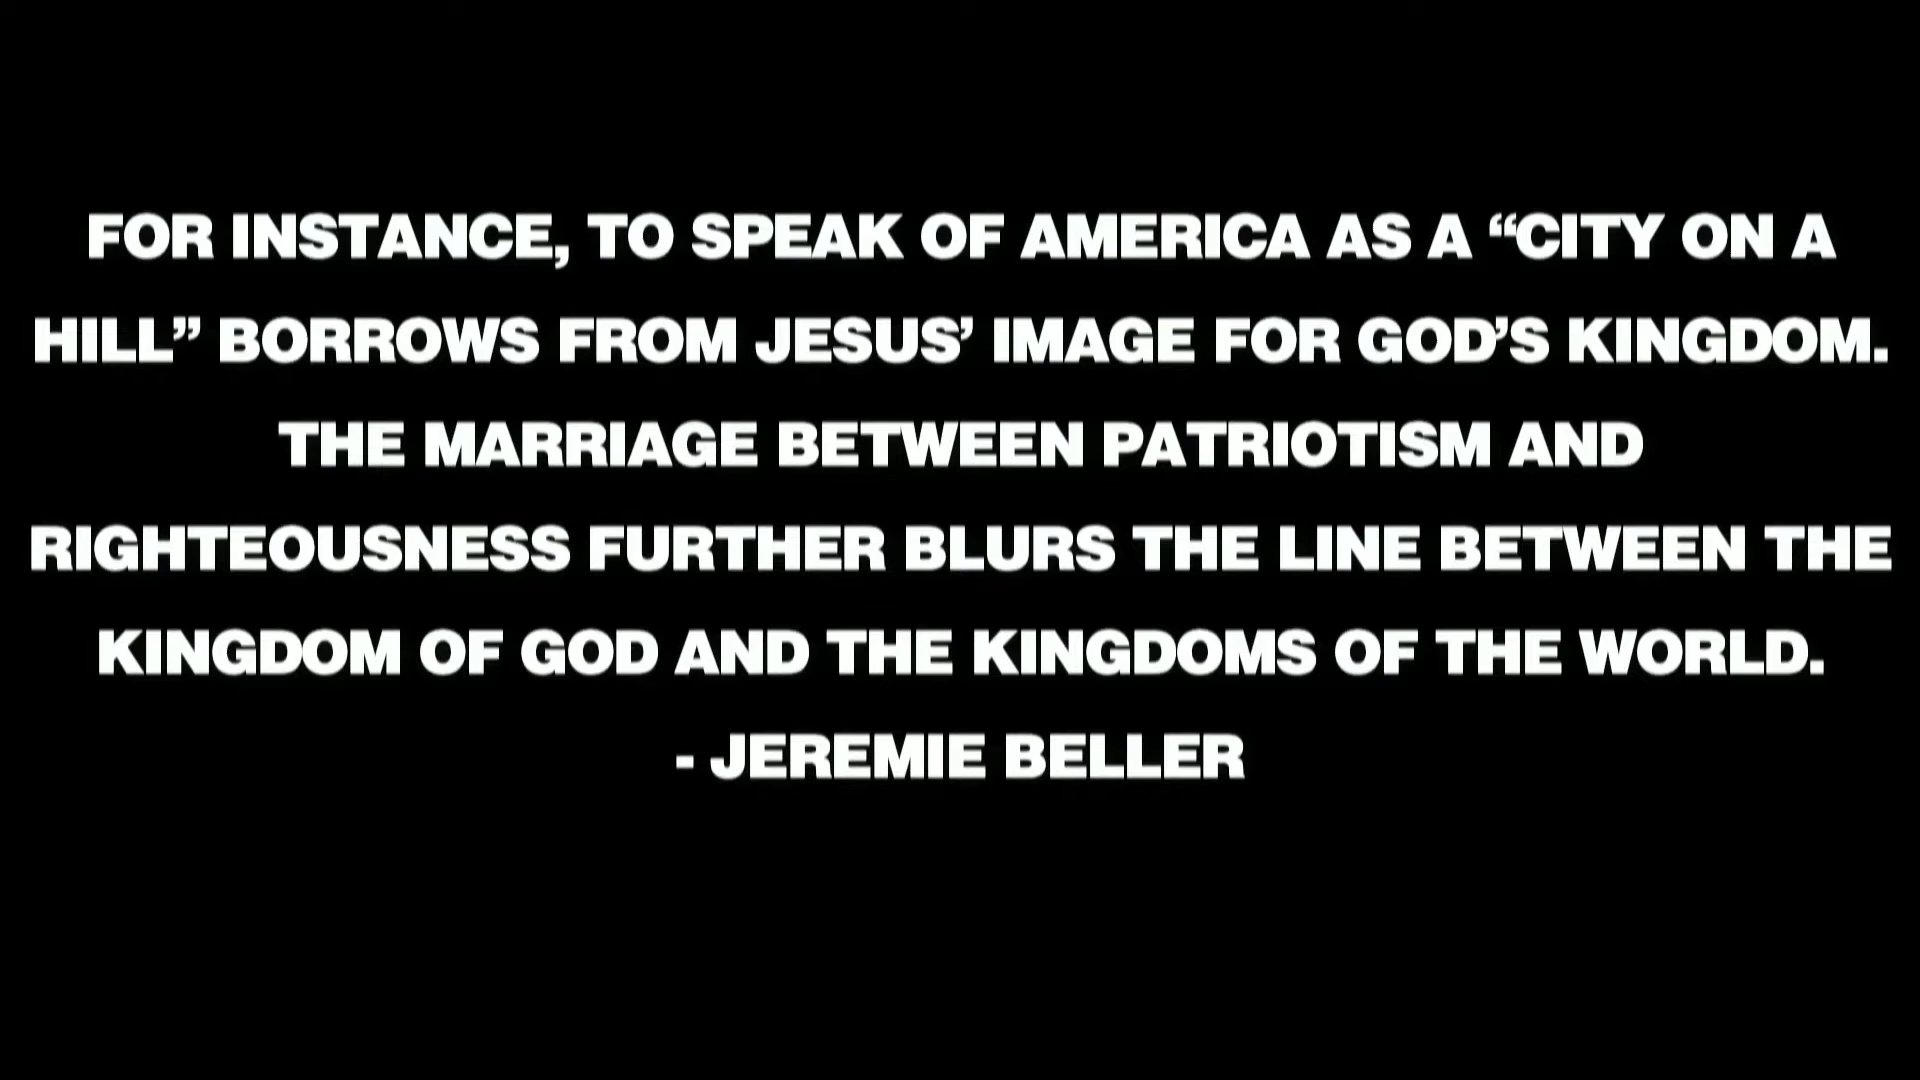 FOR INSTANCE, TO SPEAK OF AMERICA AS A “CITY ON A
HILL” BORROWS FROM JESUS’ IMAGE FOR GOD’S KINGDOM.
THE MARRIAGE BETWEEN PATRIOTISM AND
RIGHTEOUSNESS FURTHER BLURS THE LINE BETWEEN THE
KINGDOM OF GOD AND THE KINGDOMS OF THE WORLD.
- JEREMIE BELLER